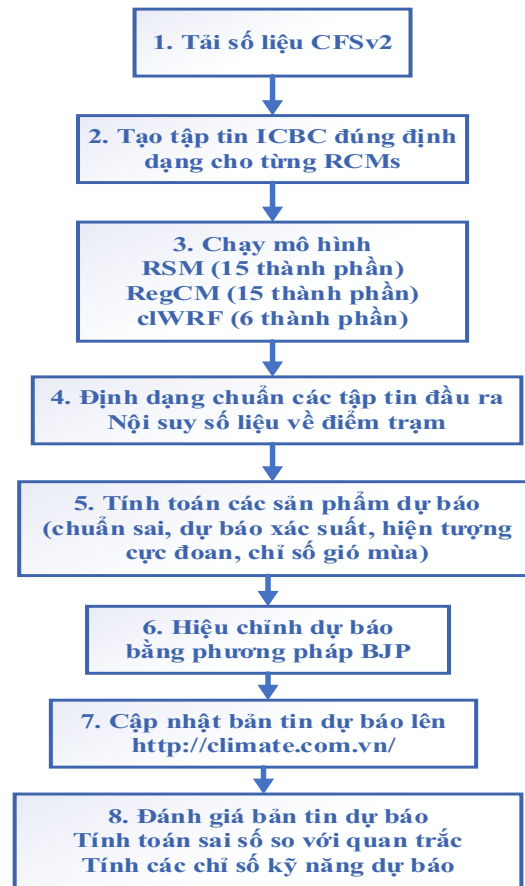 1. Tải số liệu CFSv2
2. Tạo tập tin ICBC đúng định
dạng cho từng RCMs
3. Chạy mô hình
RSM (15 thành phần)
RegCM (15 thành phần)
clWRF (6 thành phần)
4. Định dạng chuẩn các tập tin đầu ra
Nội suy số liệu về điểm trạm
5. Tính toán các sản phẩm dự báo
(chuẩn sai, dự báo xác suất, hiện tượng
cực đoan, chỉ số gió mùa)
6. Hiệu chỉnh dự báo
bằng phương pháp BJP
7. Cập nhật bản tin dự báo lên
http://climate.com.vn/
8. Đánh giá bản tin dự báo
Tính toán sai số so với quan trắc
Tính các chỉ số kỹ năng dự báo